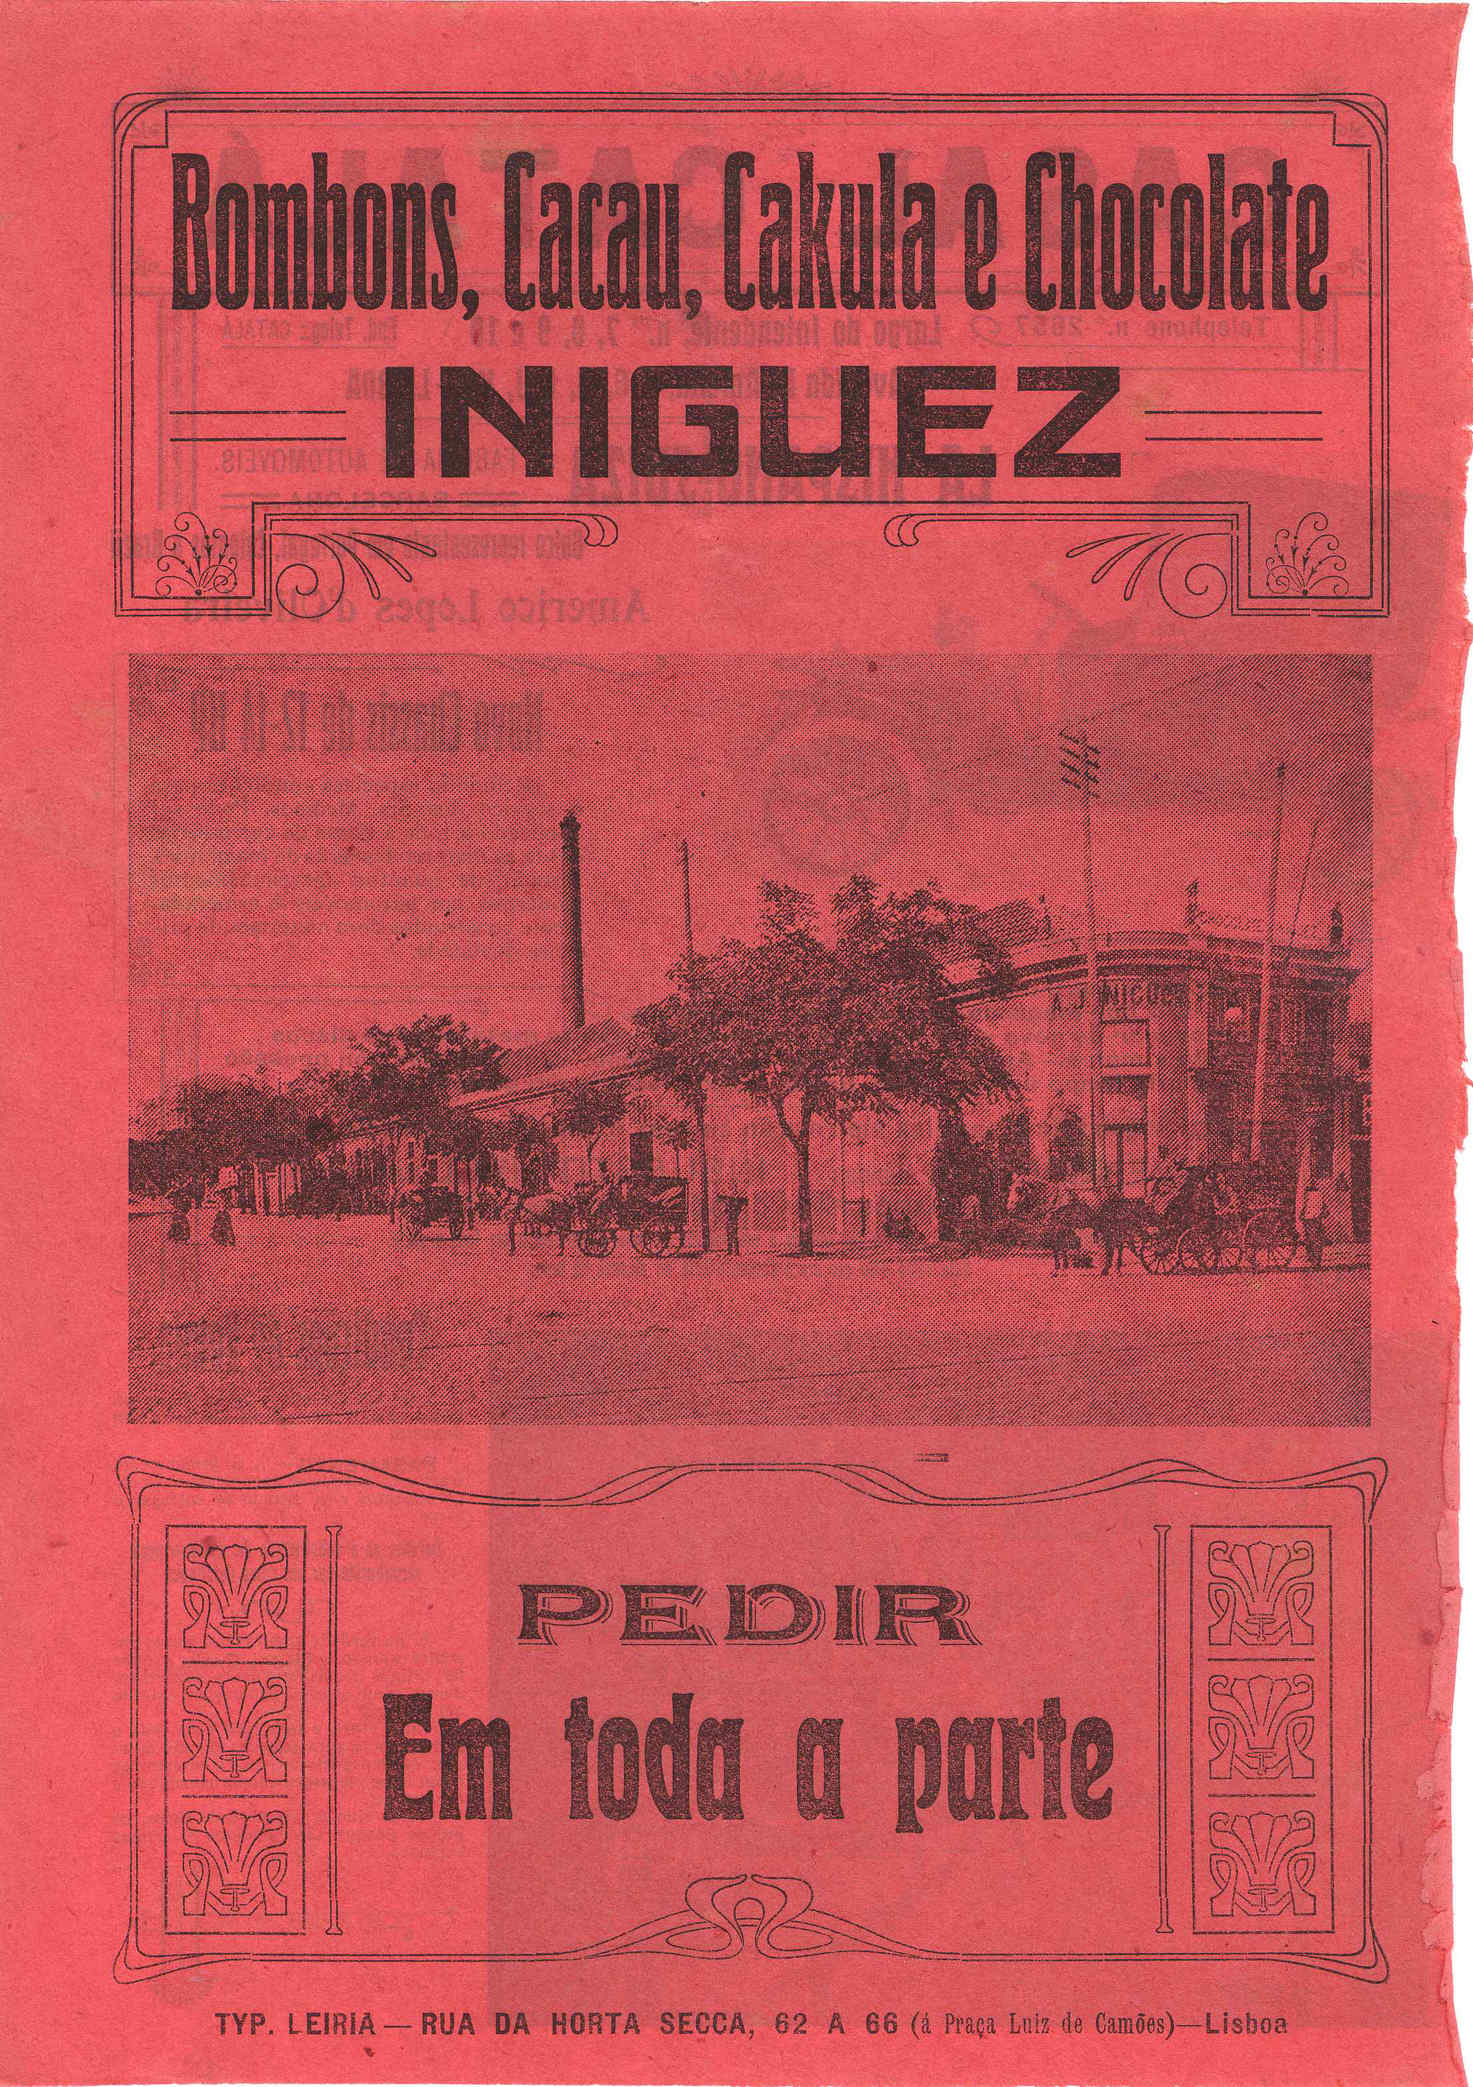 Bombons, Cacau, Cakula e Chocolate
INIGUEZ
A.J. INIGUEZ
PEDIR
Em toda a parte
TYP. LEIRIA — RUA DA HORTA SECCA, 62 A 66 (á Praça Luiz de Camões)—Lisboa